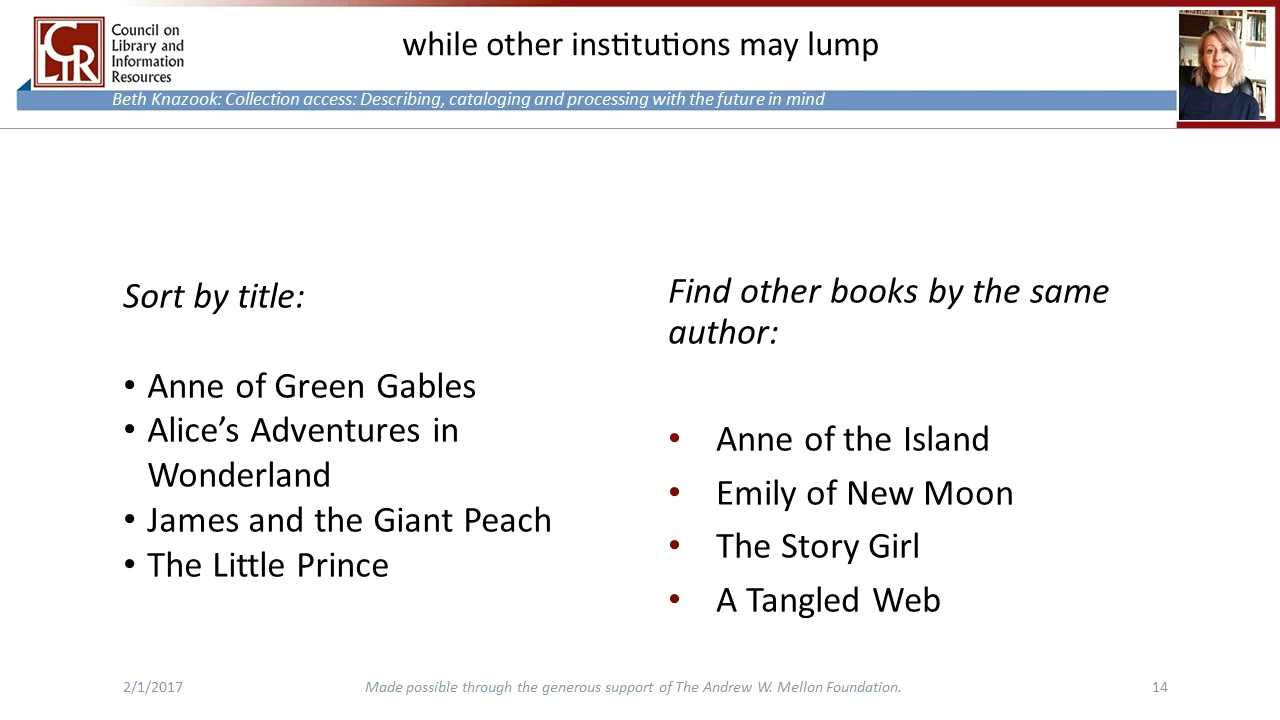 CLIR
Council on
Library and
Information
Resources
while other institutions may lump
Beth Knazook: Collection access: Describing, cataloging and processing with the future in mind
Sort by title:
• Anne of Green Gables
• Alice’s Adventures in
Wonderland
• James and the Giant Peach
• The Little Prince
Find other books by the same
author:
• Anne of the Island
• Emily of New Moon
• The Story Girl
• A Tangled Web
2/1/2017
Made possible through the generous support of The Andrew W. Mellon Foundation.
14